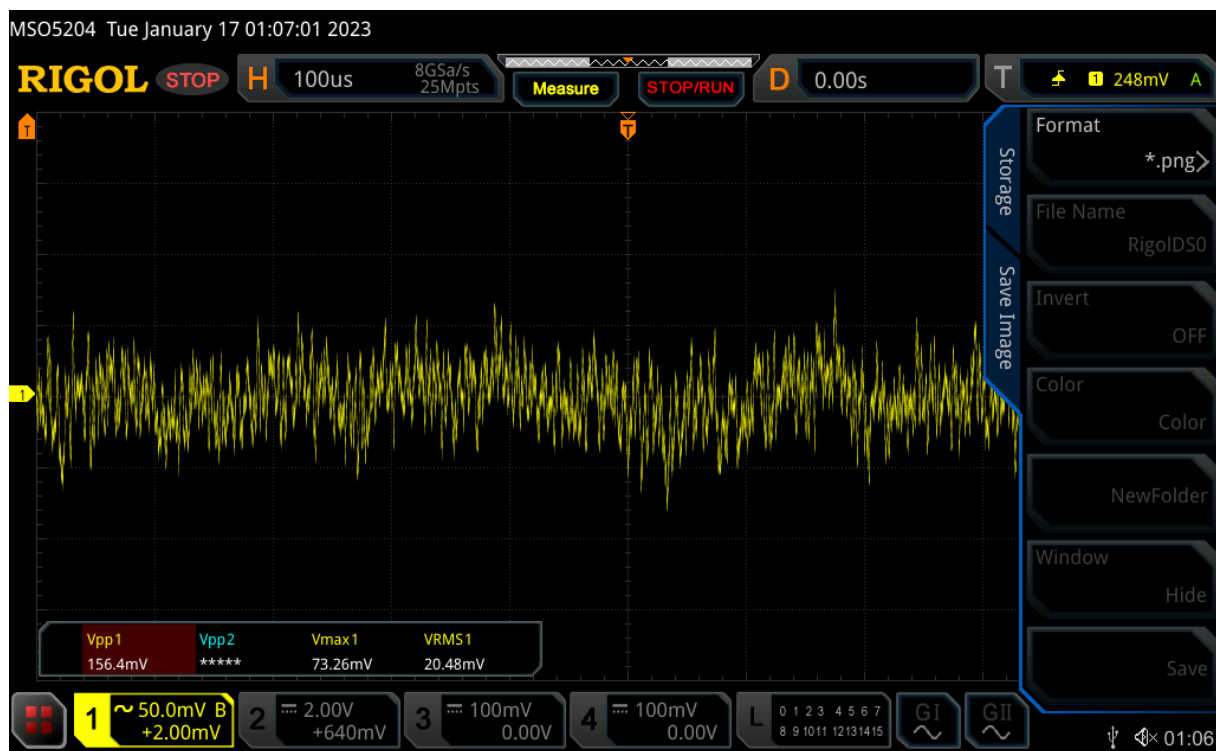 MSO5204 Tue January 17 01:07:01 2023
RIGOL STOP H 100us 8GSa/s 25Mpts Measure STOP/RUN D 0.00s T 1 248mV A
T
T
1
Storage
Save Image
Format
*.png>
File Name
RigolDS0
Invert
OFF
Color
Color
NewFolder
Window
Hide
Save
Vpp1 Vpp2 Vmax1 VRMS1
156.4mV ***** 73.26mV 20.48mV
1 50.0mV B
+2.00mV
2 2.00V
+640mV
3 100mV
0.00V
4 100mV
0.00V
L 0 1 2 3 4 5 6 7
8 9 10 11 12 13 14 15
GI
GII
01:06